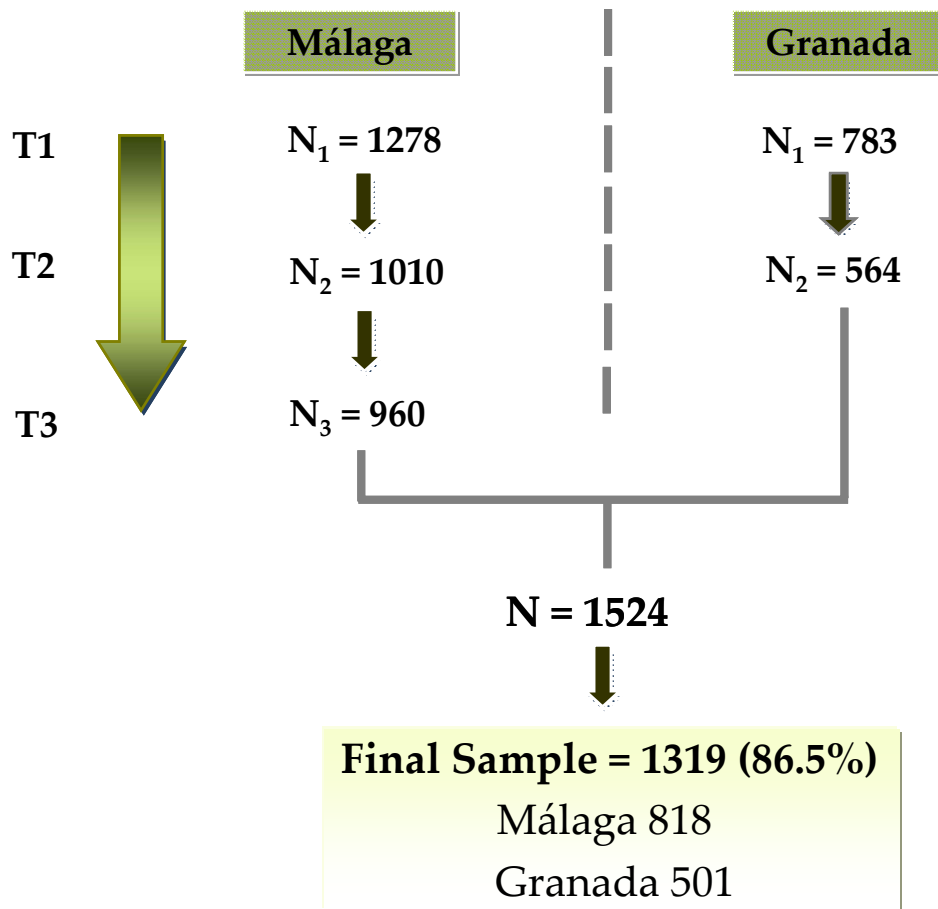 Málaga
Granada
T1
N₁ = 1278
N₁ = 783
T2
N₂ = 1010
N₂ = 564
T3
N₃ = 960
N = 1524
Final Sample = 1319 (86.5%)
Málaga 818
Granada 501